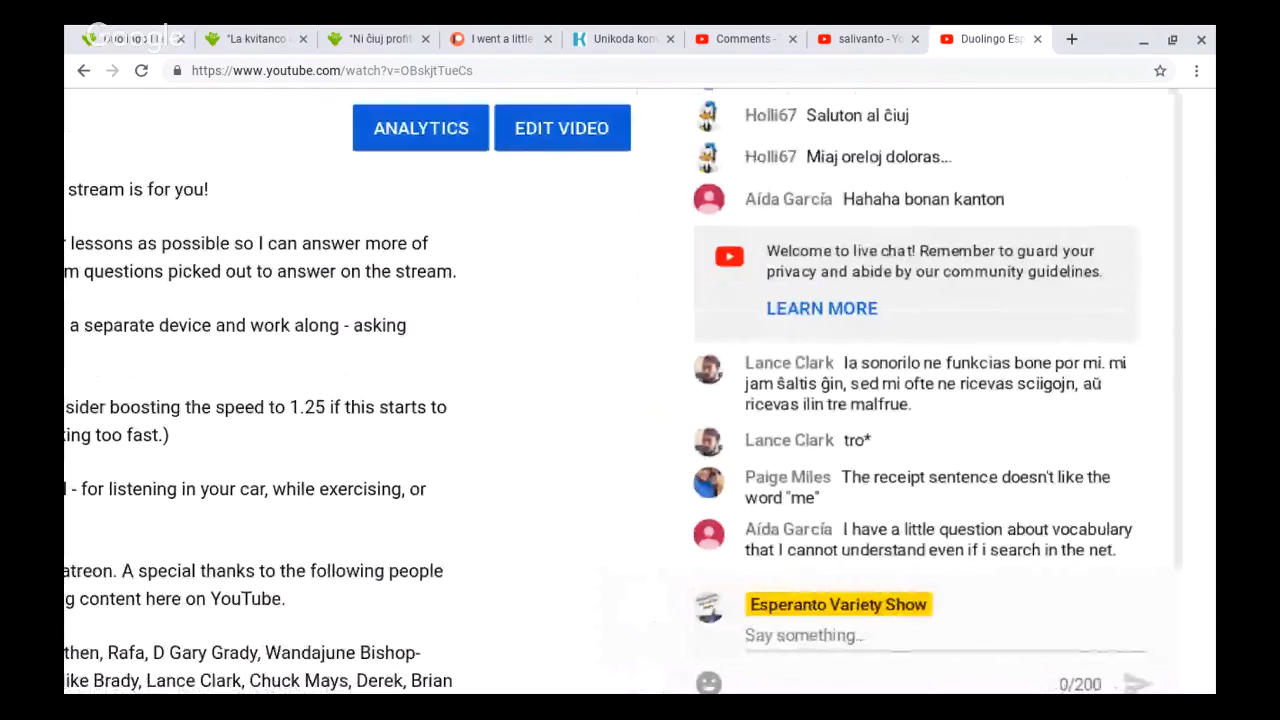 Google
Duolingo
"La kvitanc
"Ni ĉiuj profit
I went a little
Unikoda kon
Comments -
salivanto - Yo
Duolingo Esp
https://www.youtube.com/watch?v=OBskjtTueCs
ANALYTICS
EDIT VIDEO
stream is for you!
lessons as possible so I can answer more of
m questions picked out to answer on the stream.
a separate device and work along - asking
sider boosting the speed to 1.25 if this starts to
king too fast.)
- for listening in your car, while exercising, or
atreon. A special thanks to the following people
g content here on YouTube.
then, Rafa, D Gary Grady, Wandajune Bishop-
ike Brady, Lance Clark, Chuck Mays, Derek, Brian
Holli67 Saluton al ĉiuj
Holli67 Miaj oreloj doloras...
Aída García Hahaha bonan kanton
Welcome to live chat! Remember to guard your
privacy and abide by our community guidelines.
LEARN MORE
Lance Clark la sonorilo ne funkcias bone por mi. mi
jam ŝaltis ĝin, sed mi ofte ne ricevas sciigojn, aŭ
ricevas ilin tre malfrue.
Lance Clark tro*
Paige Miles The receipt sentence doesn't like the
word "me"
Aída García I have a little question about vocabulary
that I cannot understand even if i search in the net.
Esperanto Variety Show
Say something...
0/200